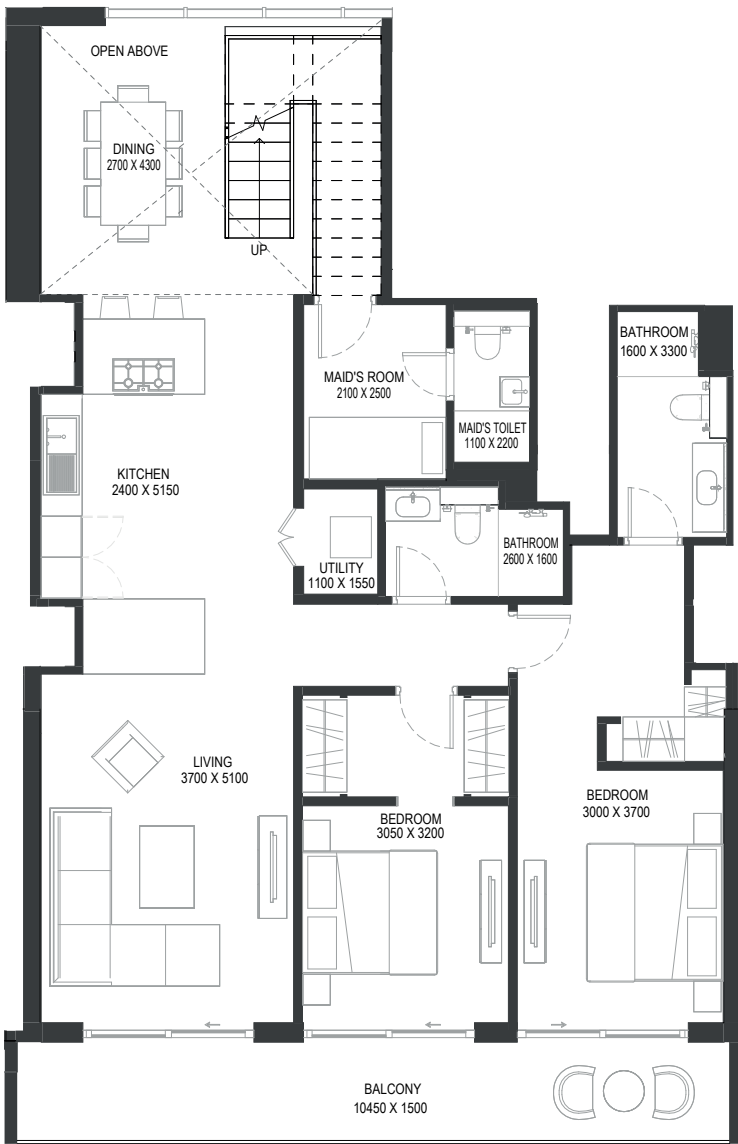 OPEN ABOVE
DINING
2700 X 4300
UP
BATHROOM
1600 X 3300
MAID'S ROOM
2100 X 2500
MAID'S TOILET
1100 X 2200
KITCHEN
2400 X 5150
BATHROOM
2600 X 1600
UTILITY
1100 X 1550
LIVING
3700 X 5100
BEDROOM
3050 X 3200
BEDROOM
3000 X 3700
BALCONY
10450 X 1500